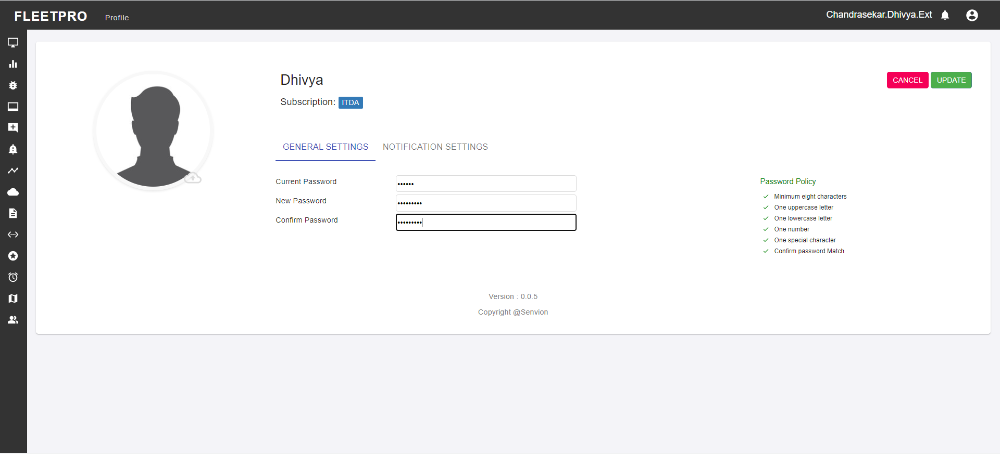 FLEETPRO
Profile
Chandrasekar.Dhivya.Ext
Dhivya
CANCEL
UPDATE
Subscription: ITDA
GENERAL SETTINGS
NOTIFICATION SETTINGS
Current Password ••••••
New Password •••••••••
Confirm Password •••••••••
Password Policy
Minimum eight characters
One uppercase letter
One lowercase letter
One number
One special character
Confirm password Match
Version : 0.0.5
Copyright @Senvion